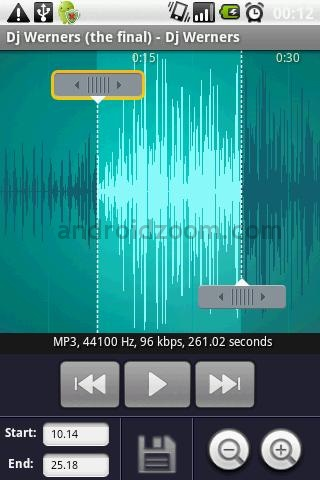 00:12
Dj Werners (the final) - Dj Werners
0:15 0:30
androidzoom.com
MP3, 44100 Hz, 96 kbps, 261.02 seconds
Start: 10.14
End: 25.18